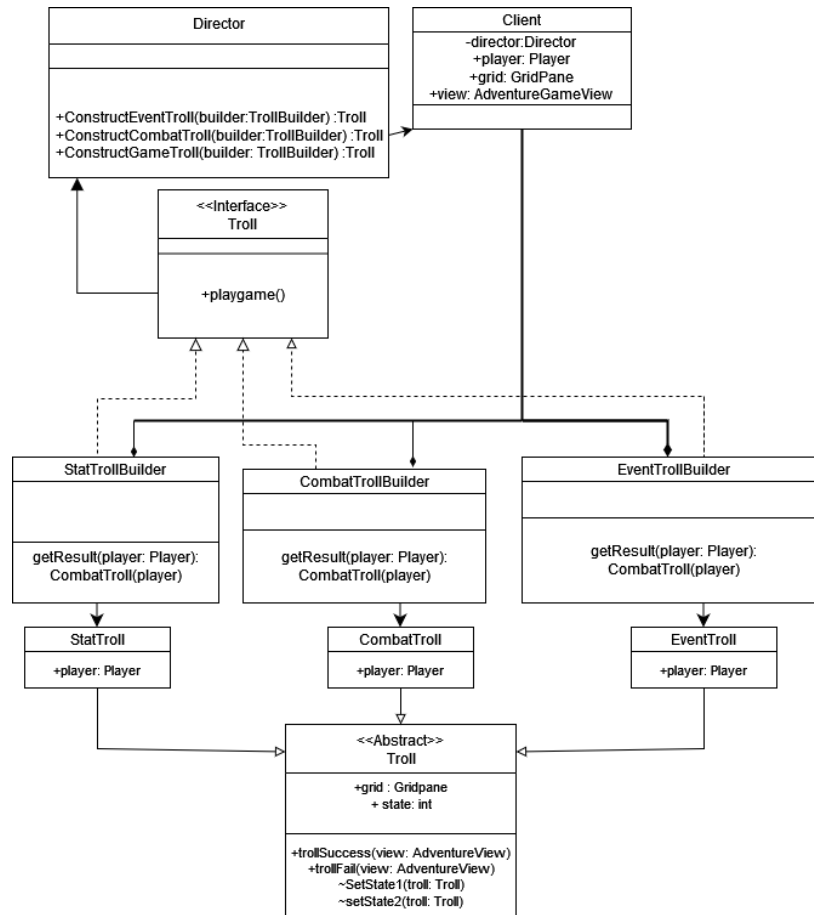 Director
+ConstructEventTroll(builder:TrollBuilder) :Troll
+ConstructCombatTroll(builder:TrollBuilder) :Troll
+ConstructGameTroll(builder: TrollBuilder) :Troll
Client
-director:Director
+player: Player
+grid: GridPane
+view: AdventureGameView
<<Interface>>
Troll
+playgame()
StatTrollBuilder
getResult(player: Player):
CombatTroll(player)
CombatTrollBuilder
getResult(player: Player):
CombatTroll(player)
EventTrollBuilder
getResult(player: Player):
CombatTroll(player)
StatTroll
+player: Player
CombatTroll
+player: Player
EventTroll
+player: Player
<<Abstract>>
Troll
+grid : Gridpane
+ state: int
+trollSuccess(view: AdventureView)
+trollFail(view: AdventureView)
~SetState1(troll: Troll)
~setState2(troll: Troll)